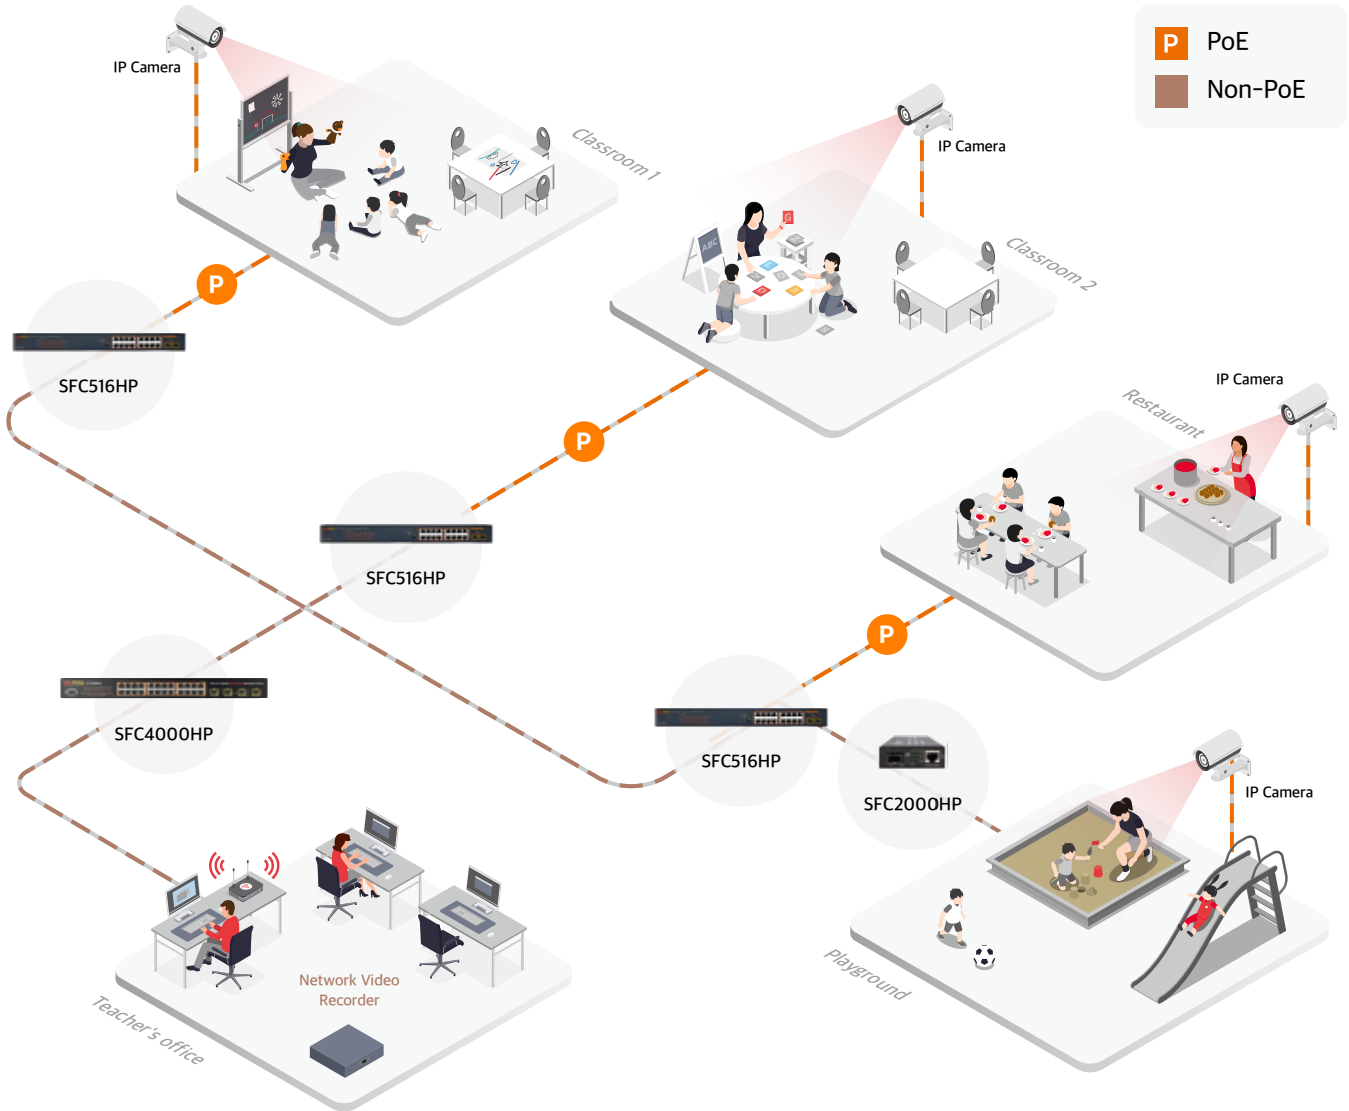 IP Camera
P PoE
Non-PoE
Classroom 1
IP Camera
Classroom 2
P
SFC516HP
ABC
G
IP Camera
Restaurant
P
SFC516HP
P
SFC4000HP
SFC516HP
SFC2000HP
IP Camera
Network Video
Recorder
Teacher's office
Playground